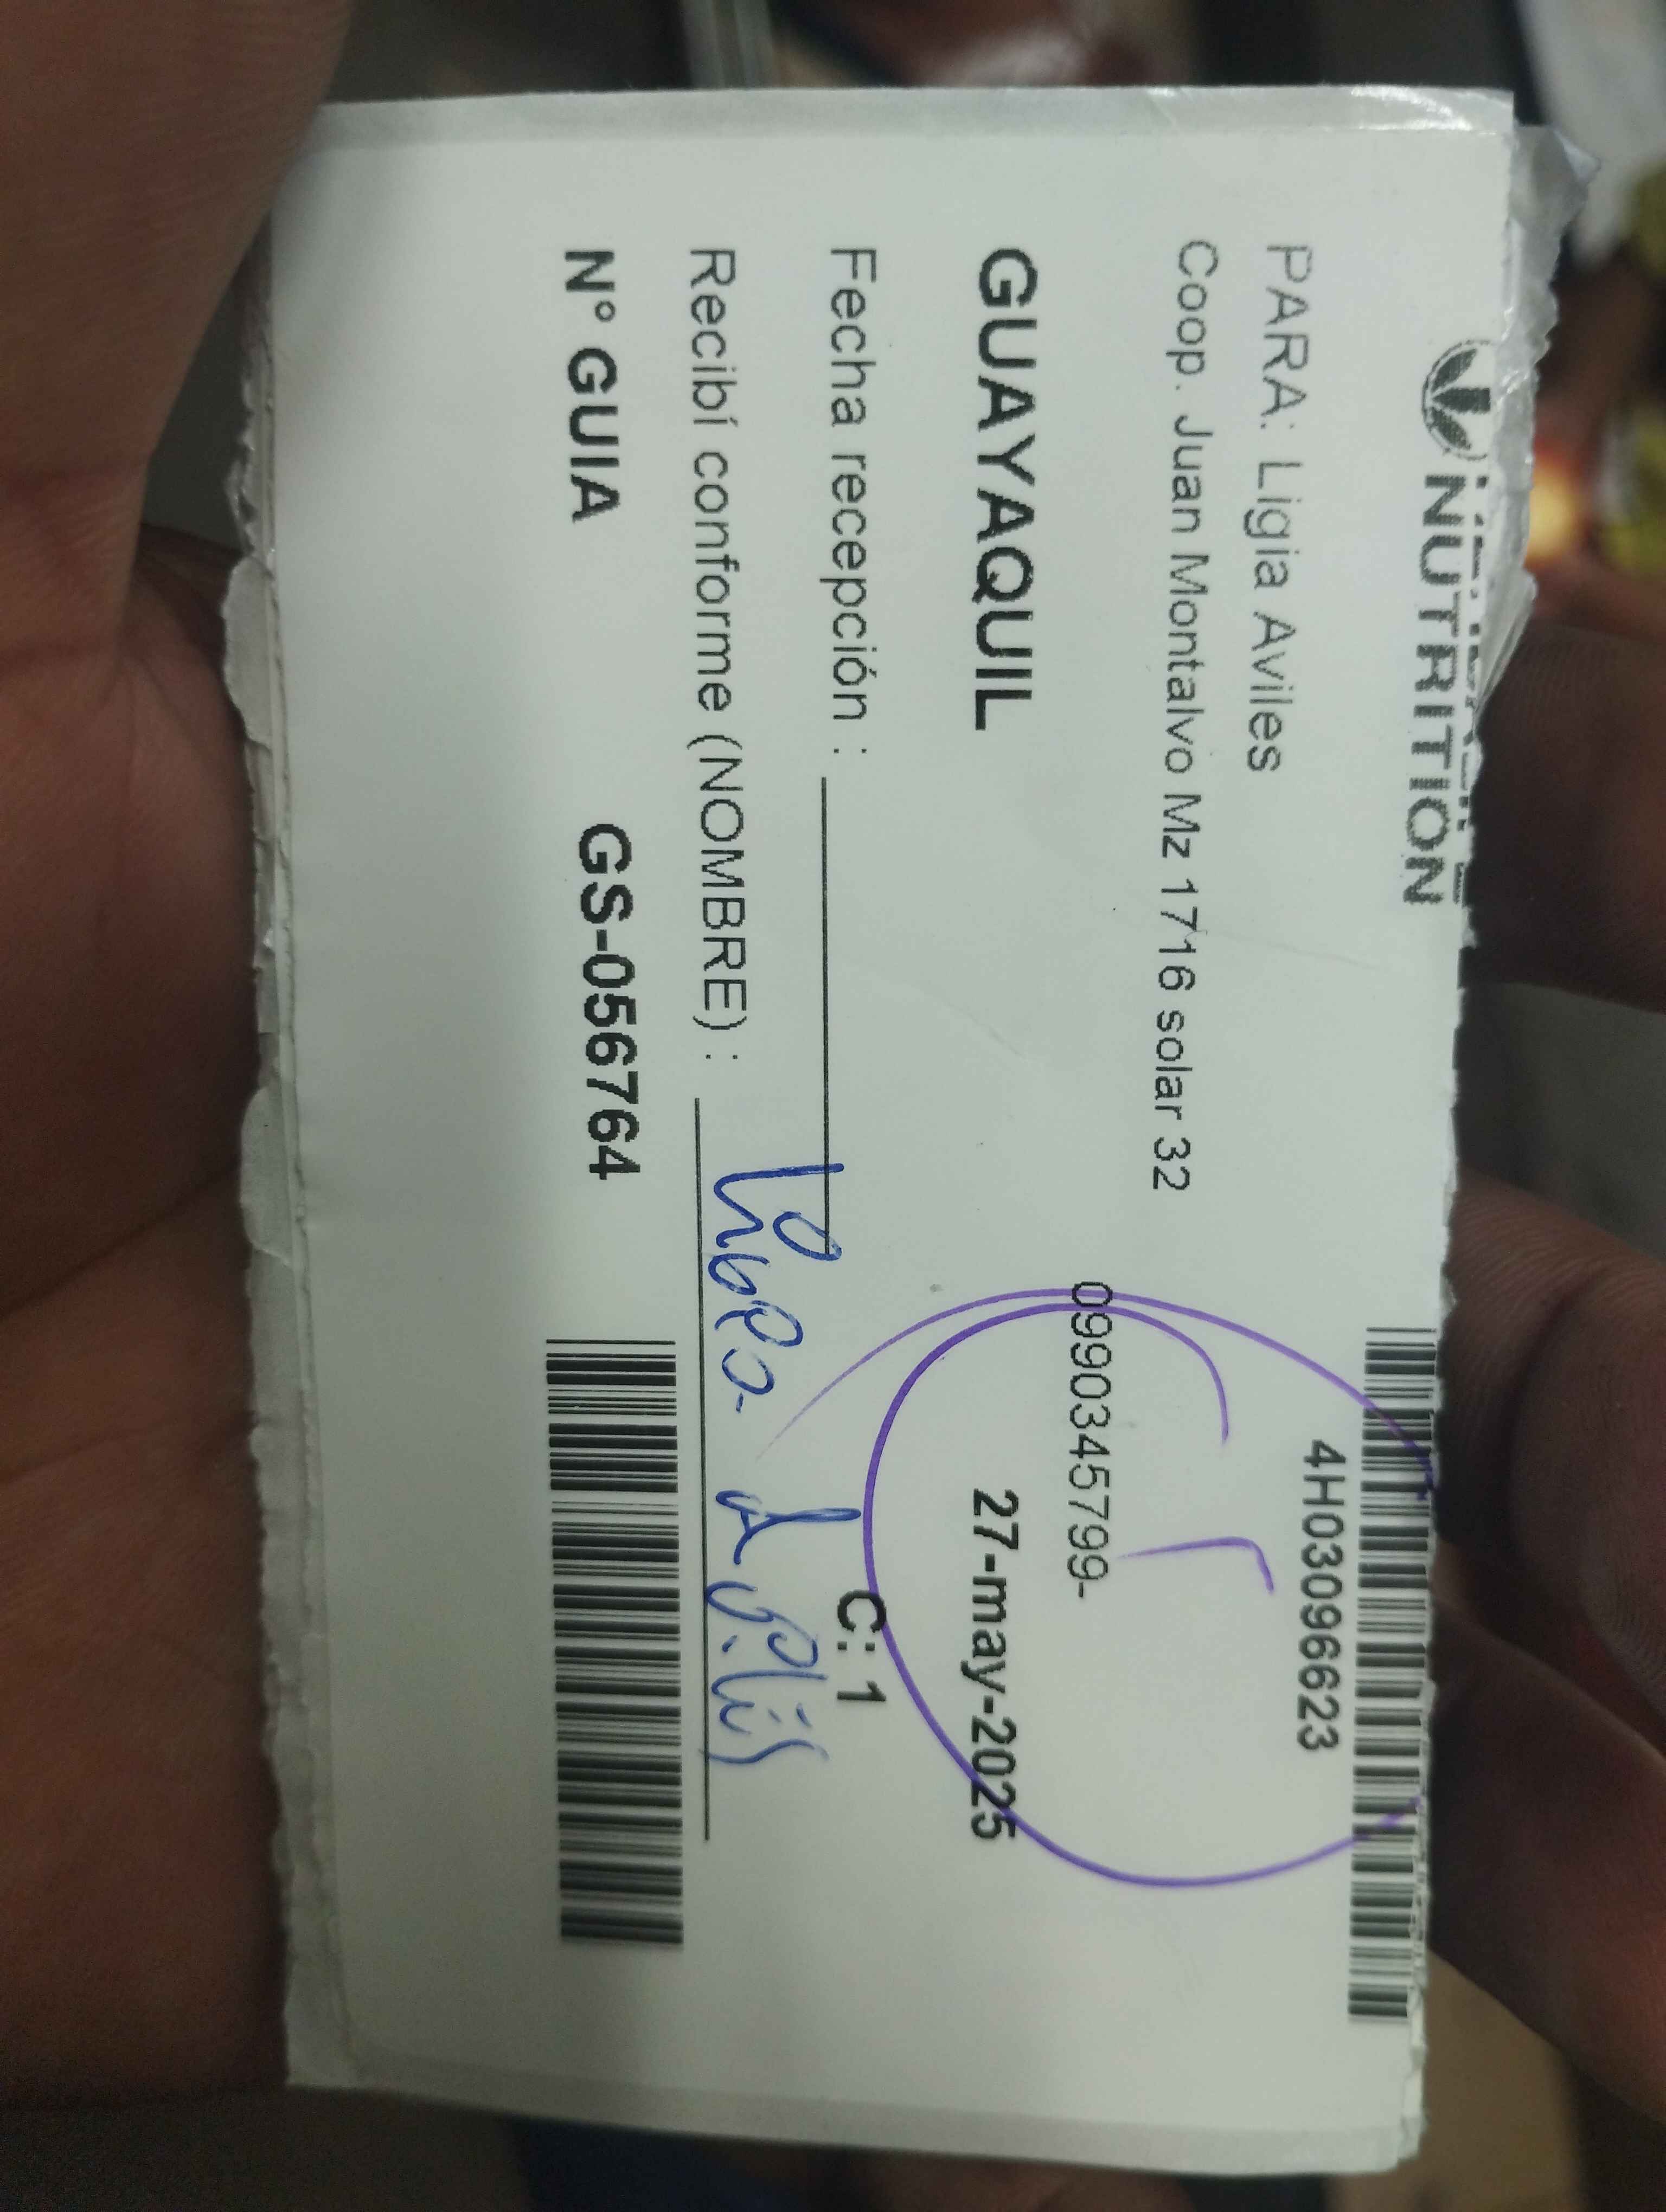 NUTRITION
4H03096623
PARA: Ligia Aviles
Coop. Juan Montalvo Mz 1716 solar 32
0990345799-
GUAYAQUIL 27-may-2025
Fecha recepción : C: 1
Recibí conforme (NOMBRE) :
N° GUIA GS-056764